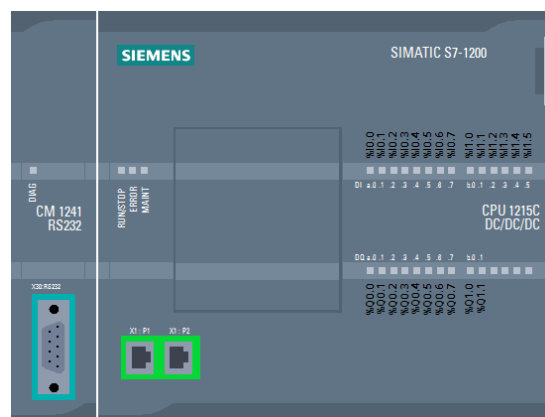 SIEMENS
SIMATIC S7-1200
%I0.0
%I0.1
%I0.2
%I0.3
%I0.4
%I0.5
%I0.6
%I0.7
%I1.0
%I1.1
%I1.2
%I1.3
%I1.4
%I1.5
DI a.0 .1 .2 .3 .4 .5 .6 .7 b.0 .1 .2 .3 .4 .5
DIAG
CM 1241
RS232
RUN/STOP
ERROR
MAINT
CPU 1215C
DC/DC/DC
DQ a.0 .1 .2 .3 .4 .5 .6 .7 b.0 .1
%Q0.0
%Q0.1
%Q0.2
%Q0.3
%Q0.4
%Q0.5
%Q0.6
%Q0.7
%Q1.0
%Q1.1
X30:RS232
X1 : P1
X1 : P2